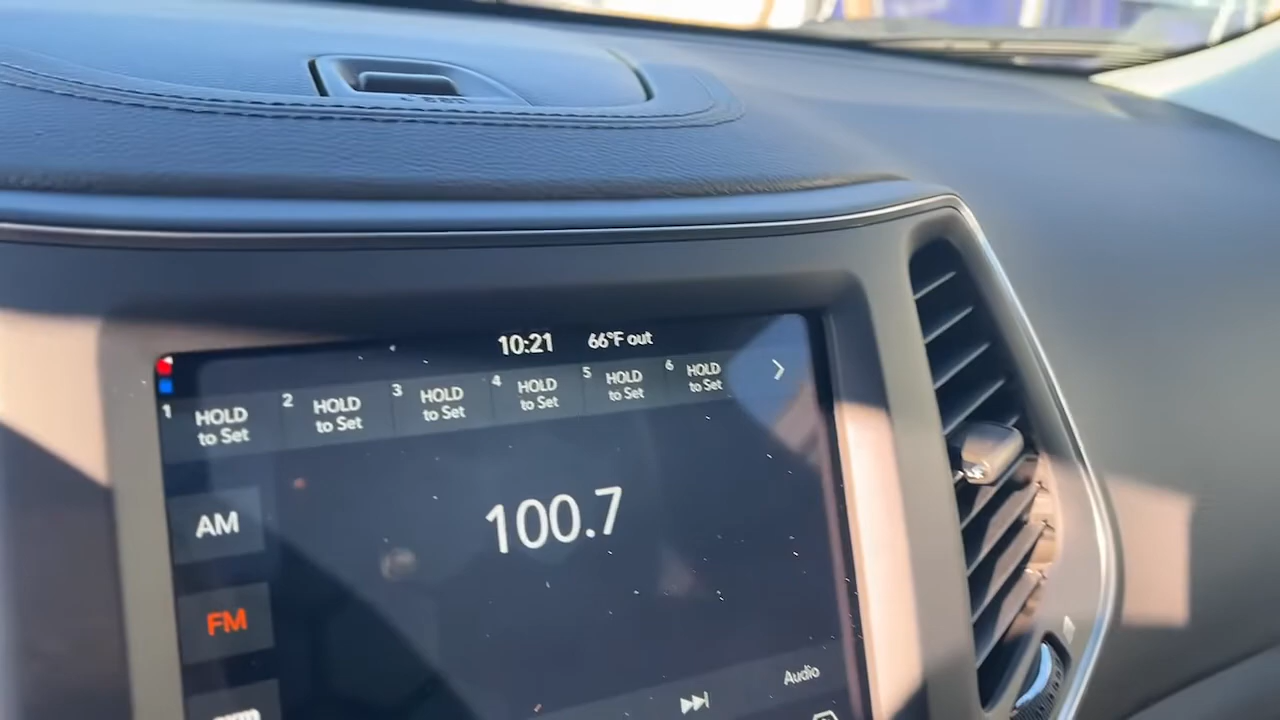 10:21 66°F out
1 HOLD to Set
2 HOLD to Set
3 HOLD to Set
4 HOLD to Set
5 HOLD to Set
6 HOLD to Set
AM
100.7
FM
Audio